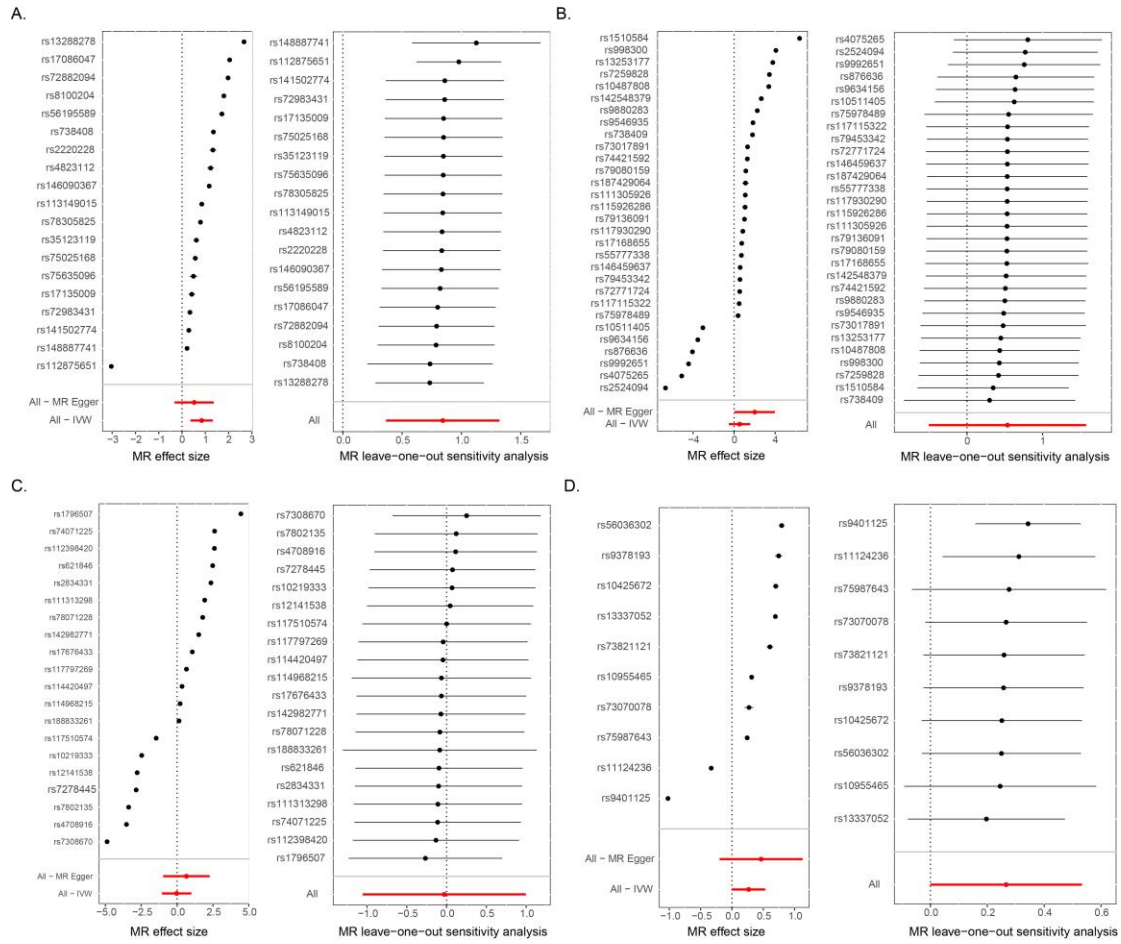 A.
rs13288278
rs17086047
rs72882094
rs8100204
rs56195589
rs738408
rs2220228
rs4823112
rs146090367
rs113149015
rs78305825
rs35123119
rs75025168
rs75635096
rs17135009
rs72983431
rs141502774
rs148887741
rs112875651
All − MR Egger
All − IVW
−3 −2 −1 0 1 2 3
MR effect size
rs148887741
rs112875651
rs141502774
rs72983431
rs17135009
rs75025168
rs35123119
rs75635096
rs78305825
rs113149015
rs4823112
rs2220228
rs146090367
rs56195589
rs17086047
rs72882094
rs8100204
rs738408
rs13288278
All
0.0 0.5 1.0 1.5
MR leave−one−out sensitivity analysis
B.
rs1510584
rs998300
rs13253177
rs7259828
rs10487808
rs142548379
rs9880283
rs9546935
rs738409
rs73017891
rs74421592
rs79080159
rs187429064
rs111305926
rs115926286
rs79136091
rs117930290
rs17168655
rs55777338
rs146459637
rs79453342
rs72771724
rs117115322
rs75978489
rs10511405
rs9634156
rs876636
rs9992651
rs4075265
rs2524094
All − MR Egger
All − IVW
−4 0 4
MR effect size
rs4075265
rs2524094
rs9992651
rs876636
rs9634156
rs10511405
rs75978489
rs117115322
rs79453342
rs72771724
rs146459637
rs187429064
rs55777338
rs117930290
rs115926286
rs111305926
rs79136091
rs79080159
rs17168655
rs142548379
rs74421592
rs9880283
rs9546935
rs73017891
rs13253177
rs10487808
rs998300
rs7259828
rs1510584
rs738409
All
0 1
MR leave−one−out sensitivity analysis
C.
rs1796507
rs74071225
rs112398420
rs621846
rs2834331
rs111313298
rs78071228
rs142982771
rs17676433
rs117797269
rs114420497
rs114968215
rs188833261
rs117510574
rs10219333
rs12141538
rs7278445
rs7802135
rs4708916
rs7308670
All − MR Egger
All − IVW
−5.0 −2.5 0.0 2.5 5.0
MR effect size
rs7308670
rs7802135
rs4708916
rs7278445
rs10219333
rs12141538
rs117510574
rs117797269
rs114420497
rs114968215
rs17676433
rs142982771
rs78071228
rs188833261
rs621846
rs2834331
rs111313298
rs74071225
rs112398420
rs1796507
All
−1.0 −0.5 0.0 0.5 1.0
MR leave−one−out sensitivity analysis
D.
rs56036302
rs9378193
rs10425672
rs13337052
rs73821121
rs10955465
rs73070078
rs75987643
rs11124236
rs9401125
All − MR Egger
All − IVW
−1.0 −0.5 0.0 0.5 1.0
MR effect size
rs9401125
rs11124236
rs75987643
rs73070078
rs73821121
rs9378193
rs10425672
rs56036302
rs10955465
rs13337052
All
0.0 0.2 0.4 0.6
MR leave−one−out sensitivity analysis